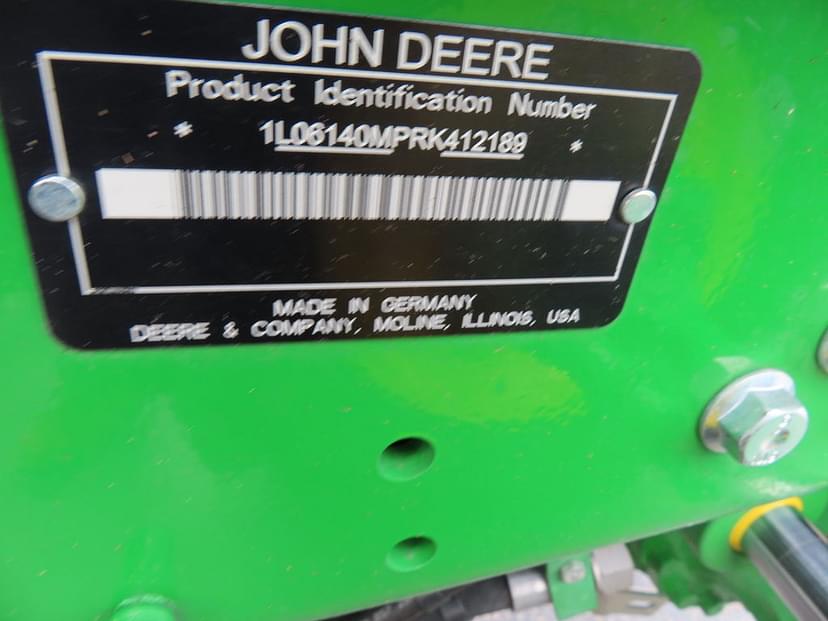 JOHN DEERE
Product Identification Number
* 1L06140MPRK412189 *
MADE IN GERMANY
DEERE & COMPANY, MOLINE, ILLINOIS, USA